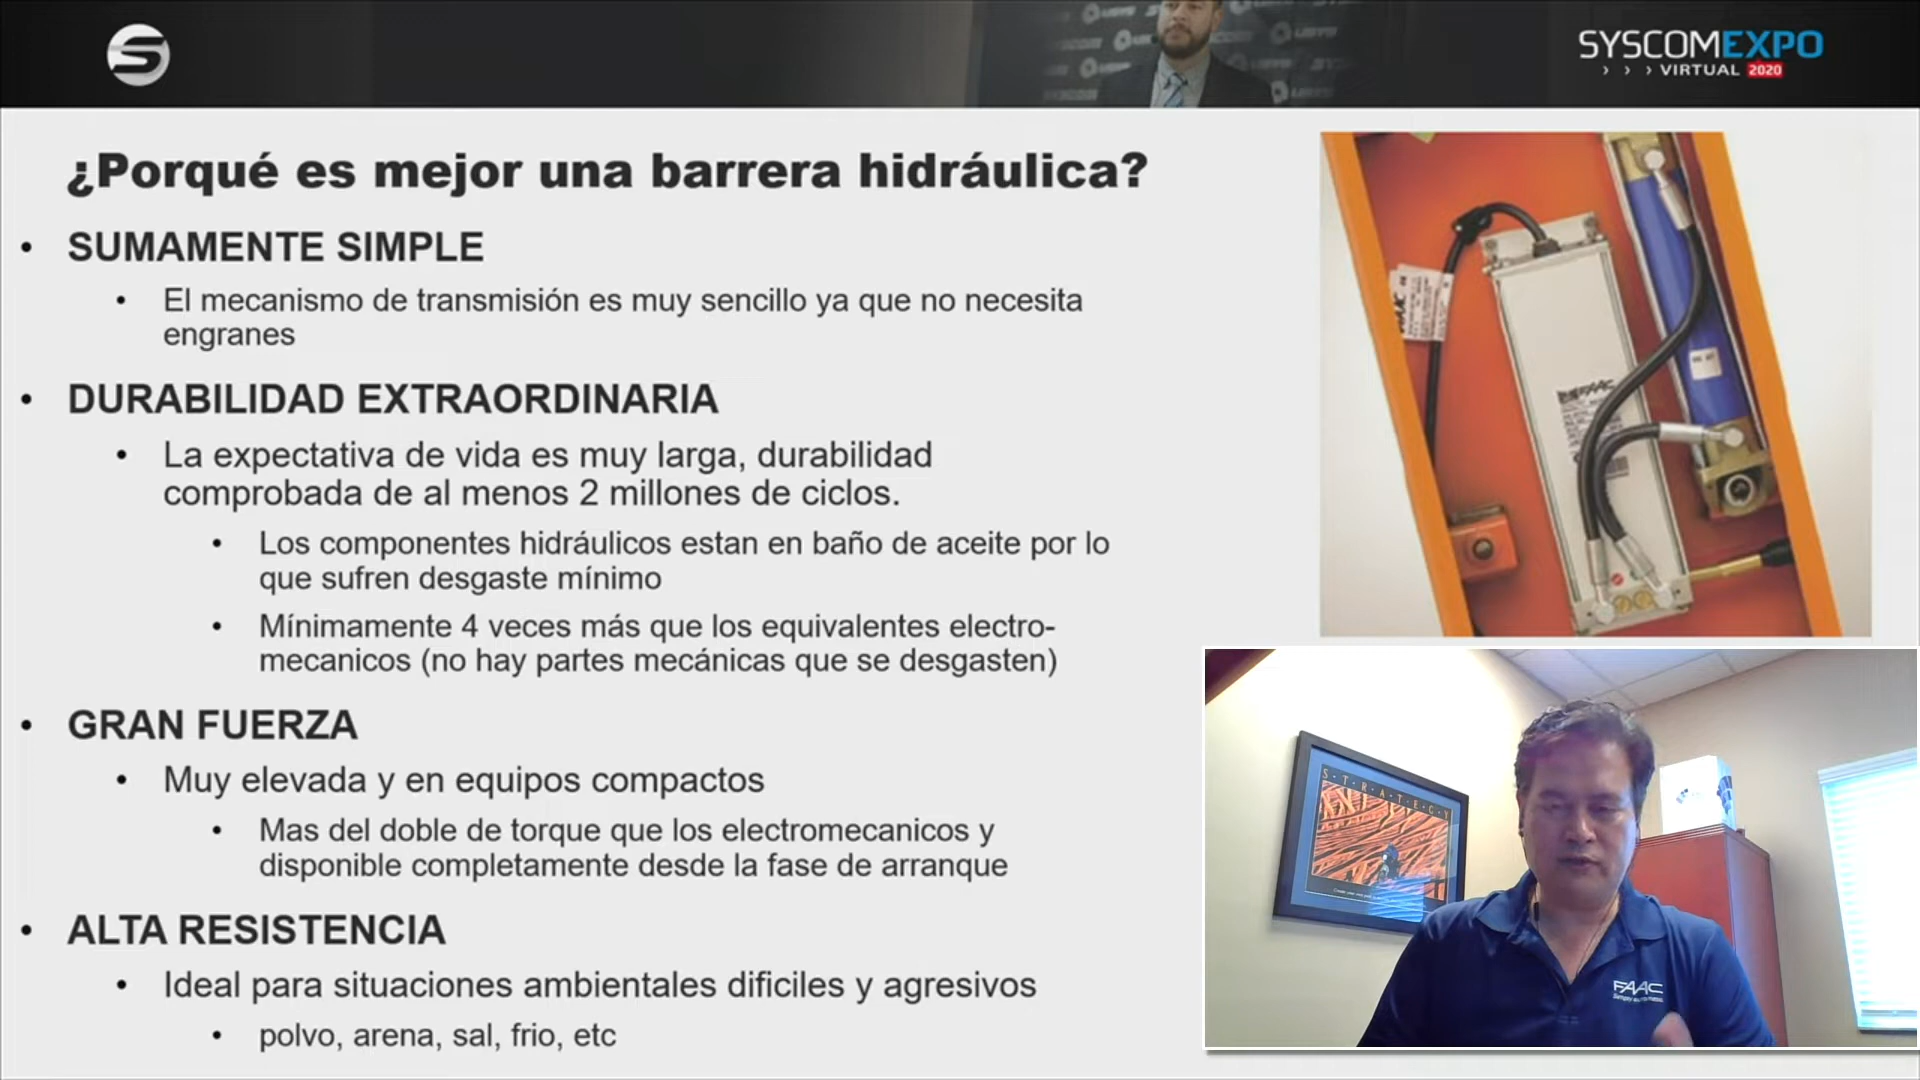 SYSCOMEXPO
› › › VIRTUAL 2020
¿Porqué es mejor una barrera hidráulica?
• SUMAMENTE SIMPLE
• El mecanismo de transmisión es muy sencillo ya que no necesita
engranes
• DURABILIDAD EXTRAORDINARIA
• La expectativa de vida es muy larga, durabilidad
comprobada de al menos 2 millones de ciclos.
• Los componentes hidráulicos estan en baño de aceite por lo
que sufren desgaste mínimo
• Mínimamente 4 veces más que los equivalentes electro-
mecanicos (no hay partes mecánicas que se desgasten)
• GRAN FUERZA
• Muy elevada y en equipos compactos
• Mas del doble de torque que los electromecanicos y
disponible completamente desde la fase de arranque
• ALTA RESISTENCIA
• Ideal para situaciones ambientales dificiles y agresivos
• polvo, arena, sal, frio, etc
FAAC
S·T·R·A·T·E·G·Y
FAAC